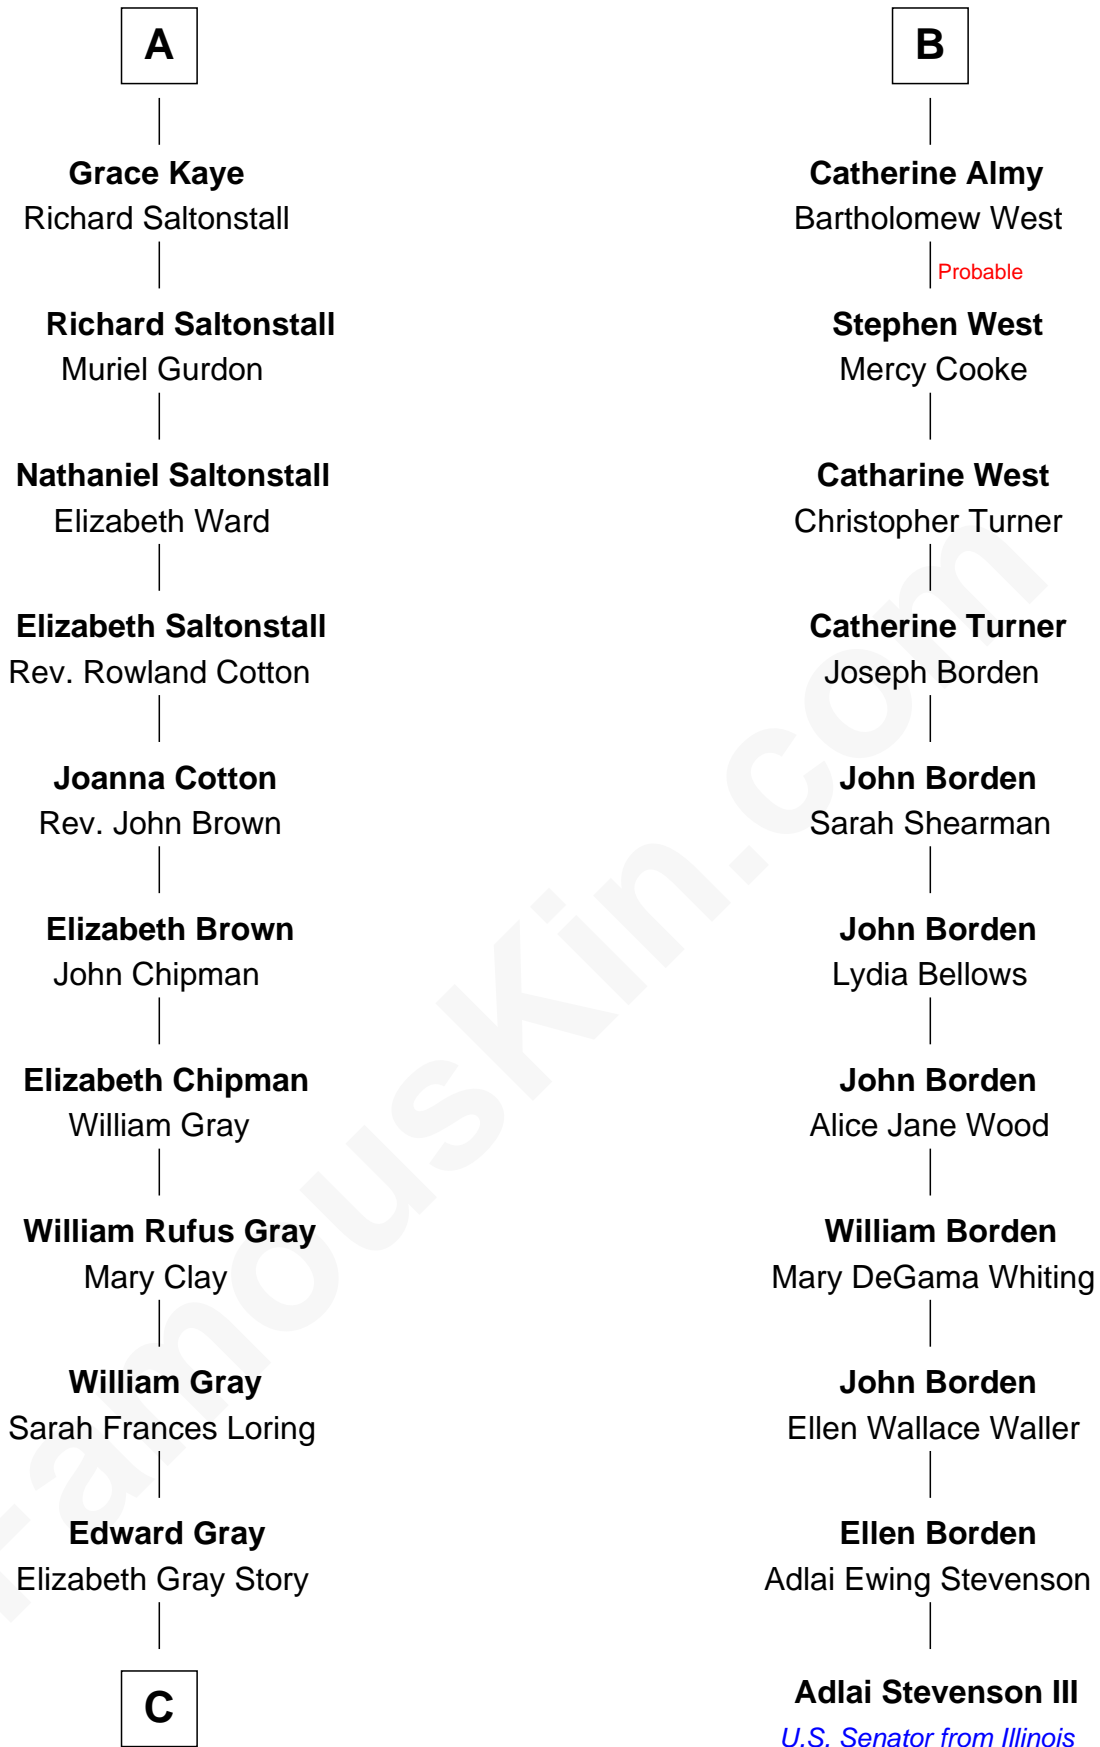 A
Grace Kaye
Richard Saltonstall
Richard Saltonstall
Muriel Gurdon
Nathaniel Saltonstall
Elizabeth Ward
Elizabeth Saltonstall
Rev. Rowland Cotton
Joanna Cotton
Rev. John Brown
Elizabeth Brown
John Chipman
Elizabeth Chipman
William Gray
William Rufus Gray
Mary Clay
William Gray
Sarah Frances Loring
Edward Gray
Elizabeth Gray Story
C
B
Catherine Almy
Bartholomew West
Probable
Stephen West
Mercy Cooke
Catharine West
Christopher Turner
Catherine Turner
Joseph Borden
John Borden
Sarah Shearman
John Borden
Lydia Bellows
John Borden
Alice Jane Wood
William Borden
Mary DeGama Whiting
John Borden
Ellen Wallace Waller
Ellen Borden
Adlai Ewing Stevenson
Adlai Stevenson III
U.S. Senator from Illinois
FamousKin.com